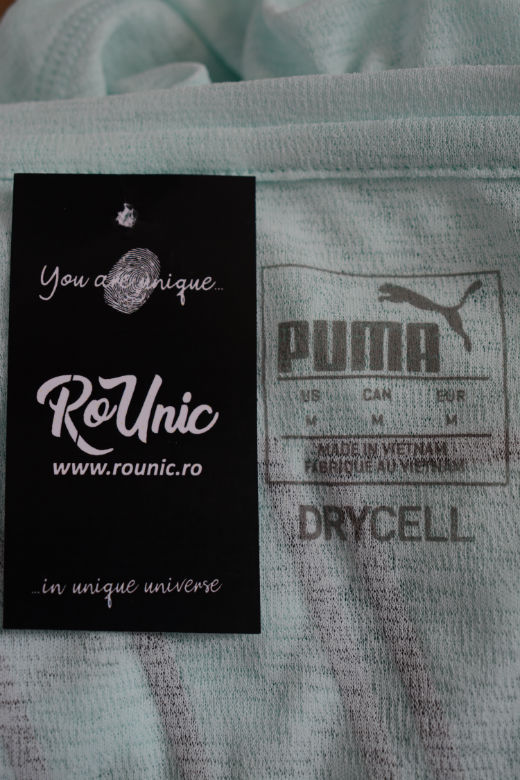 You are unique...
RoUnic
www.rounic.ro
...in unique universe
PUMA
US CAN EUR
M M M
MADE IN VIETNAM
FABRIQUÉ AU VIETNAM
DRYCELL